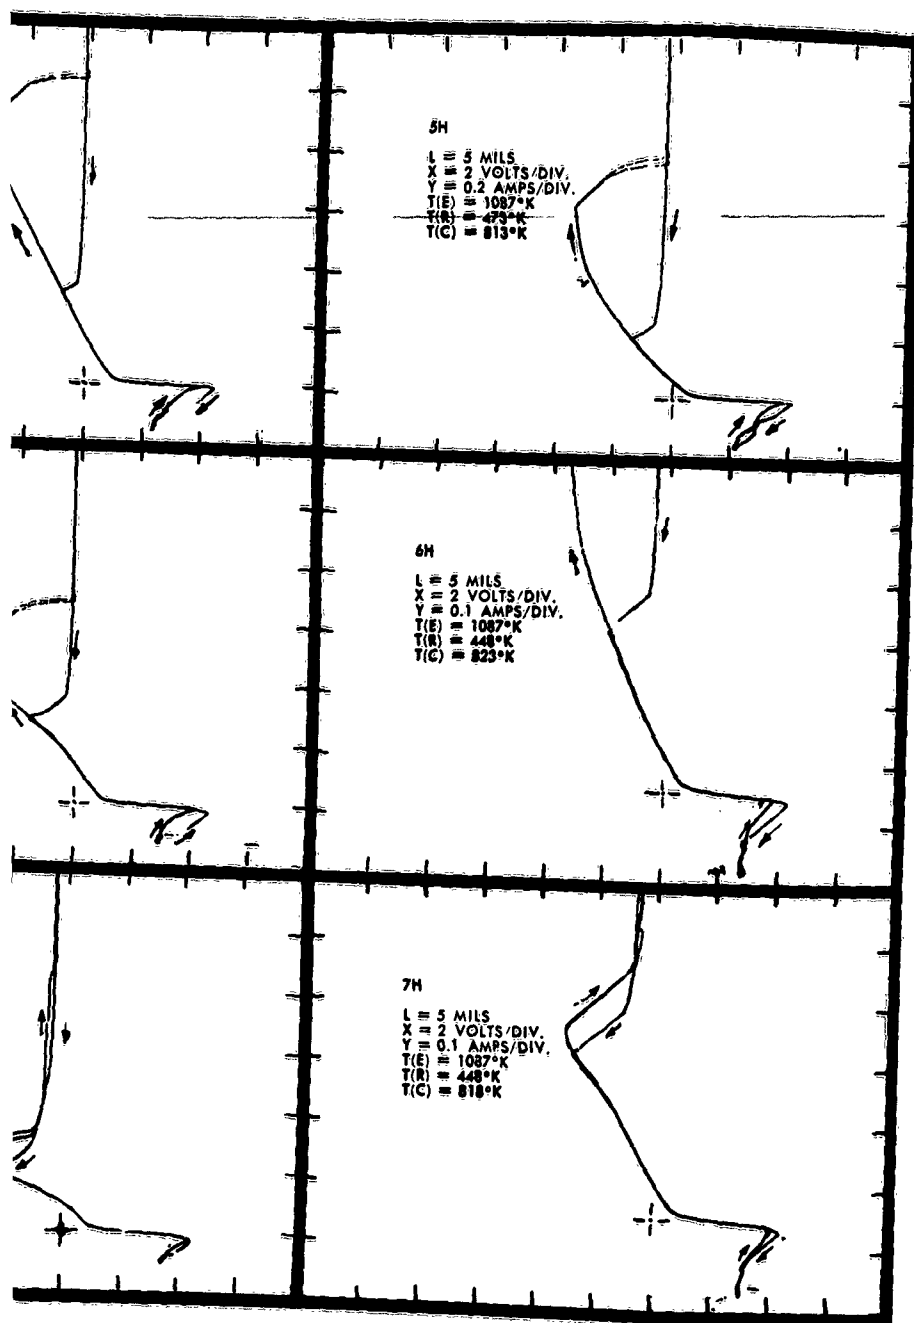 5H
L = 5 MILS
X = 2 VOLTS/DIV.
Y = 0.2 AMPS/DIV.
T(E) = 1087°K
T(R) = 473°K
T(C) = 813°K
6H
L = 5 MILS
X = 2 VOLTS/DIV.
Y = 0.1 AMPS/DIV.
T(E) = 1087°K
T(R) = 448°K
T(C) = 823°K
7H
L = 5 MILS
X = 2 VOLTS/DIV.
Y = 0.1 AMPS/DIV.
T(E) = 1087°K
T(R) = 448°K
T(C) = 818°K